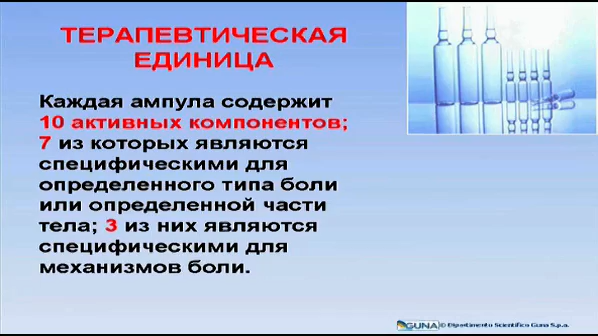 ТЕРАПЕВТИЧЕСКАЯ
ЕДИНИЦА
Каждая ампула содержит
10 активных компонентов;
7 из которых являются
специфическими для
определенного типа боли
или определенной части
тела; 3 из них являются
специфическими для
механизмов боли.
GUNA © Dipartimento Scientifico Guna S.p.a.